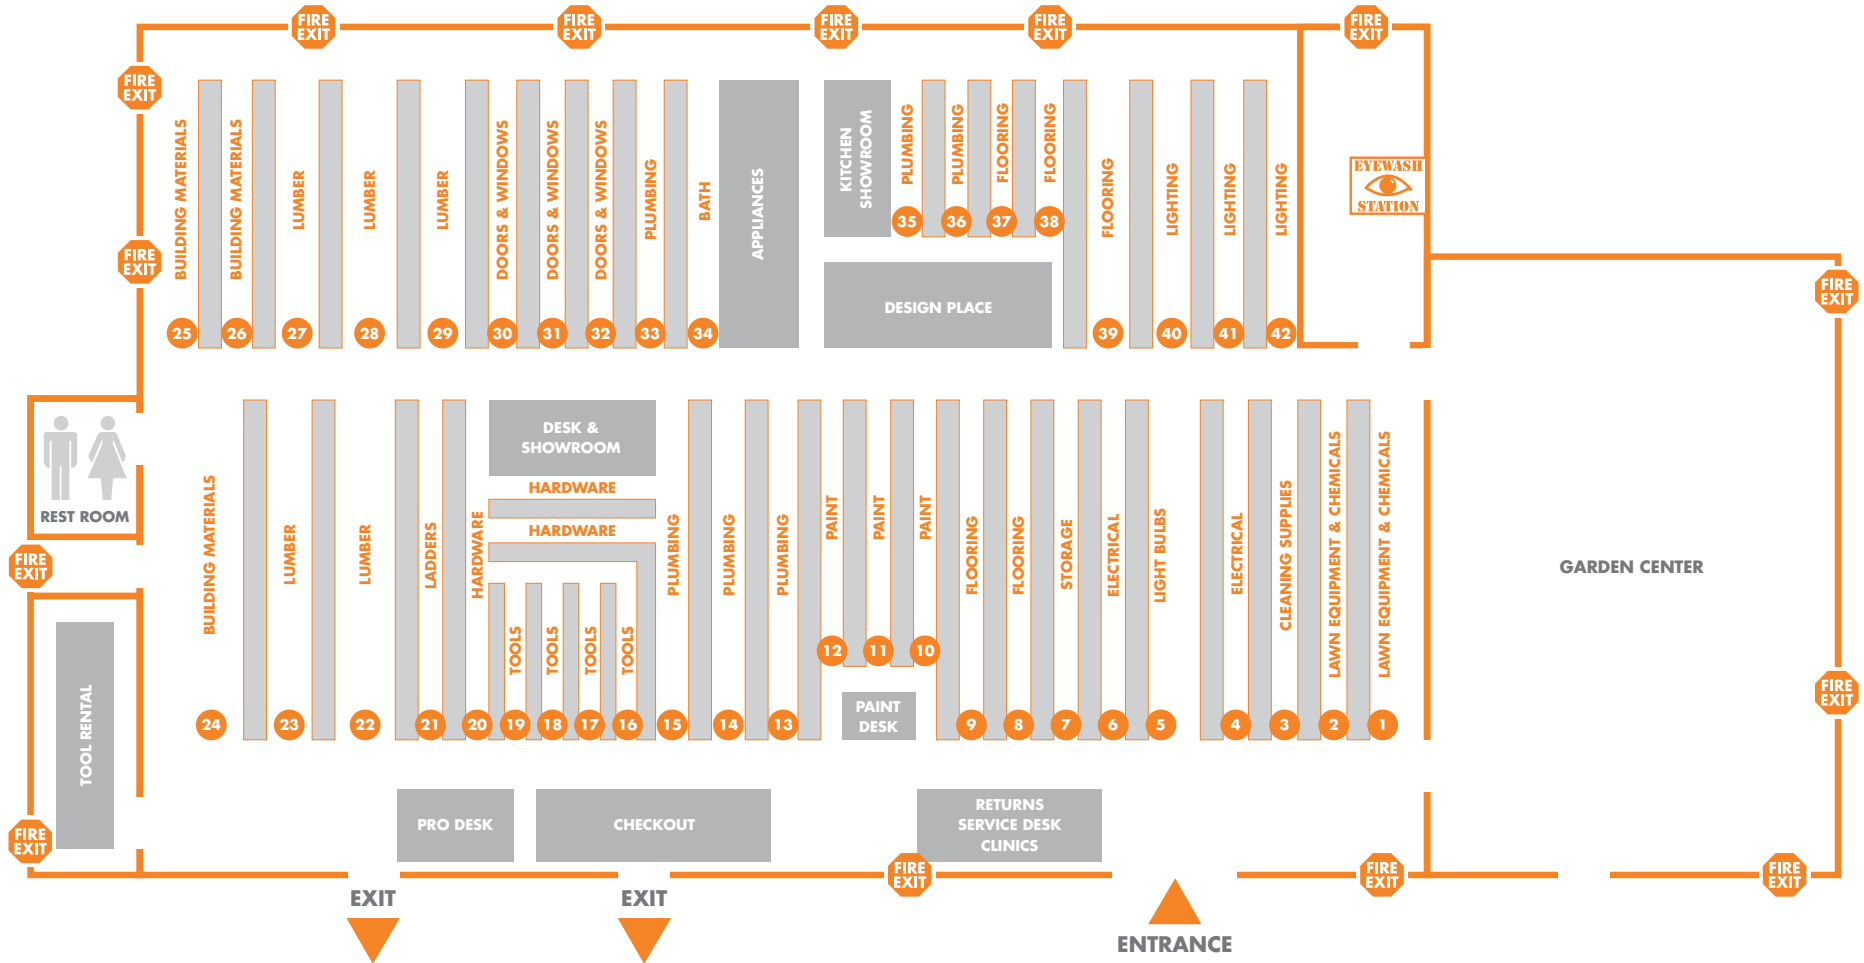 FIRE
EXIT
FIRE
EXIT
FIRE
EXIT
FIRE
EXIT
FIRE
EXIT
FIRE
EXIT
FIRE
EXIT
BUILDING MATERIALS
BUILDING MATERIALS
LUMBER
LUMBER
LUMBER
DOORS & WINDOWS
DOORS & WINDOWS
DOORS & WINDOWS
PLUMBING
BATH
APPLIANCES
KITCHEN
SHOWROOM
PLUMBING
PLUMBING
FLOORING
FLOORING
FLOORING
LIGHTING
LIGHTING
LIGHTING
EYEWASH
STATION
35
36
37
38
DESIGN PLACE
FIRE
EXIT
25
26
27
28
29
30
31
32
33
34
39
40
41
42
REST ROOM
FIRE
EXIT
DESK &
SHOWROOM
HARDWARE
HARDWARE
BUILDING MATERIALS
LUMBER
LUMBER
LADDERS
HARDWARE
TOOLS
TOOLS
TOOLS
TOOLS
PLUMBING
PLUMBING
PLUMBING
PAINT
PAINT
PAINT
FLOORING
FLOORING
STORAGE
ELECTRICAL
LIGHT BULBS
ELECTRICAL
CLEANING SUPPLIES
LAWN EQUIPMENT & CHEMICALS
LAWN EQUIPMENT & CHEMICALS
GARDEN CENTER
12
11
10
FIRE
EXIT
24
23
22
21
20
19
18
17
16
15
14
13
PAINT
DESK
9
8
7
6
5
4
3
2
1
TOOL RENTAL
FIRE
EXIT
PRO DESK
CHECKOUT
RETURNS
SERVICE DESK
CLINICS
FIRE
EXIT
FIRE
EXIT
FIRE
EXIT
EXIT
EXIT
ENTRANCE